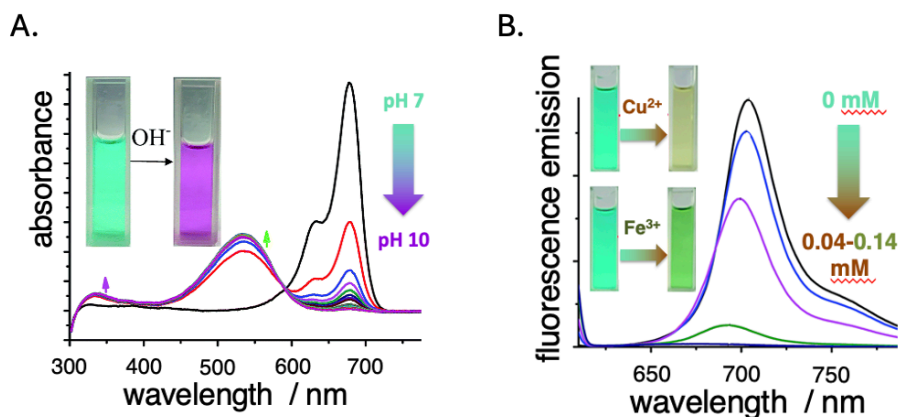 A.
absorbance
OH-
pH 7
pH 10
300 400 500 600 700
wavelength / nm
B.
fluorescence emission
Cu²⁺
Fe³⁺
0 mM
0.04-0.14
mM
650 700 750
wavelength / nm